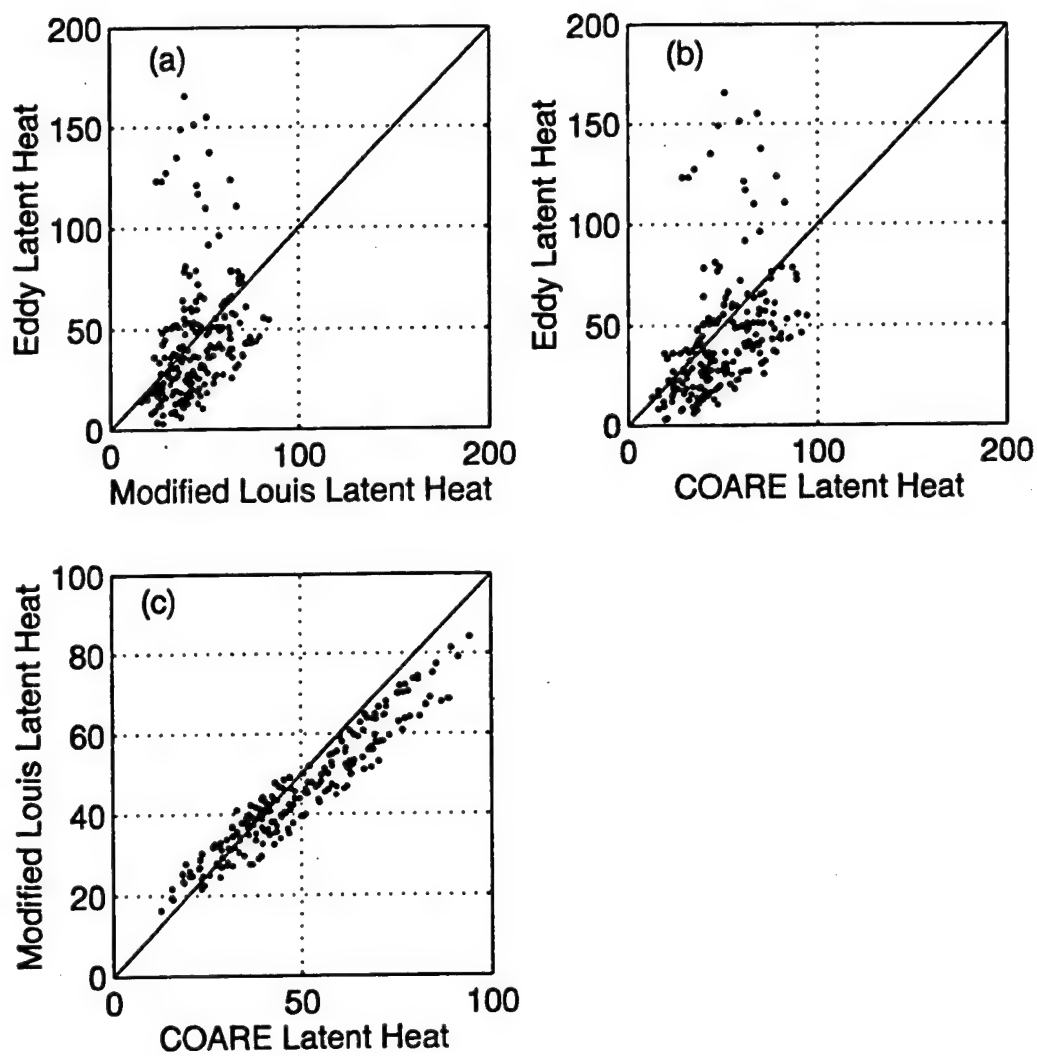 (a)
200
150
100
50
0
0 100 200
Eddy Latent Heat
Modified Louis Latent Heat
(b)
200
150
100
50
0
0 100 200
Eddy Latent Heat
COARE Latent Heat
(c)
100
80
60
40
20
0
0 50 100
Modified Louis Latent Heat
COARE Latent Heat